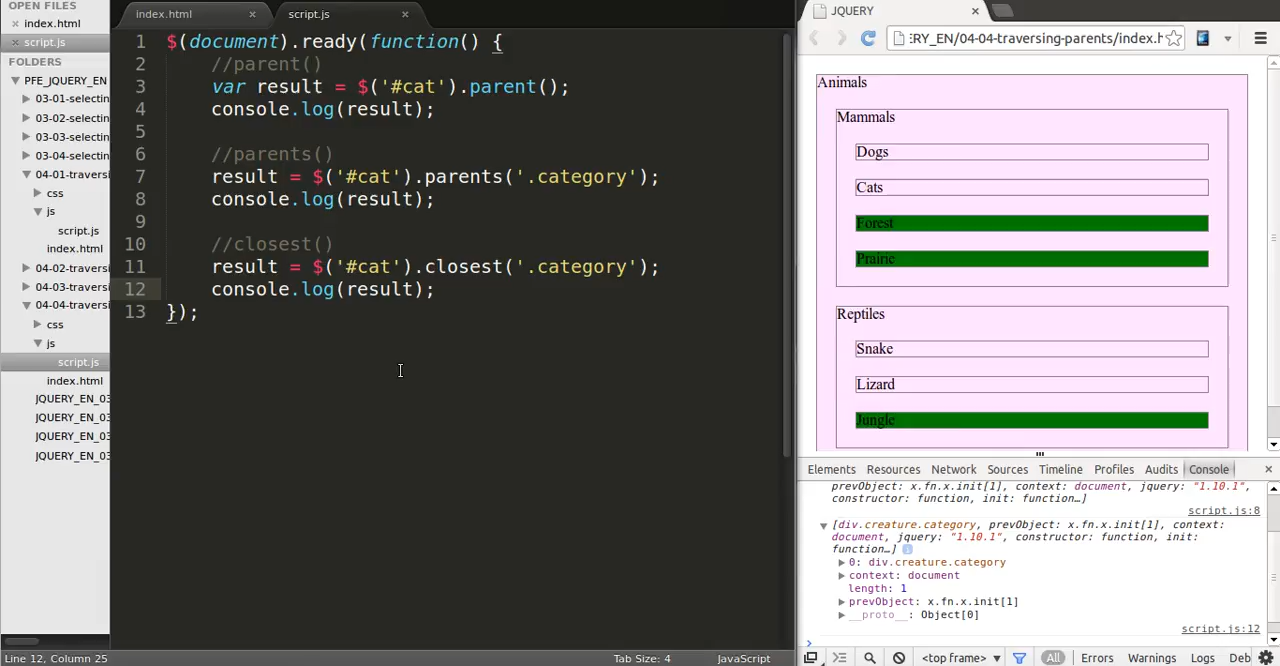 OPEN FILES
index.html
script.js
FOLDERS
PFE_JQUERY_EN
03-01-selectin
03-02-selectin
03-03-selectin
03-04-selectin
04-01-traversi
css
js
script.js
index.html
04-02-traversi
04-03-traversi
04-04-traversi
css
js
script.js
index.html
JQUERY_EN_03
JQUERY_EN_03
JQUERY_EN_03
JQUERY_EN_03
index.html
script.js
1 $(document).ready(function() {
2 //parent()
3 var result = $('#cat').parent();
4 console.log(result);
5
6 //parents()
7 result = $('#cat').parents('.category');
8 console.log(result);
9
10 //closest()
11 result = $('#cat').closest('.category');
12 console.log(result);
13 });
Line 12, Column 25
Tab Size: 4
JavaScript
JQUERY
:RY_EN/04-04-traversing-parents/index.h
Animals
Mammals
Dogs
Cats
Forest
Prairie
Reptiles
Snake
Lizard
Jungle
Elements Resources Network Sources Timeline Profiles Audits Console
prevObject: x.fn.x.init[1], context: document, jquery: "1.10.1",
constructor: function, init: function…]
script.js:8
[div.creature.category, prevObject: x.fn.x.init[1], context:
document, jquery: "1.10.1", constructor: function, init:
function…]
0: div.creature.category
context: document
length: 1
prevObject: x.fn.x.init[1]
__proto__: Object[0]
script.js:12
<top frame> All Errors Warnings Logs Deb